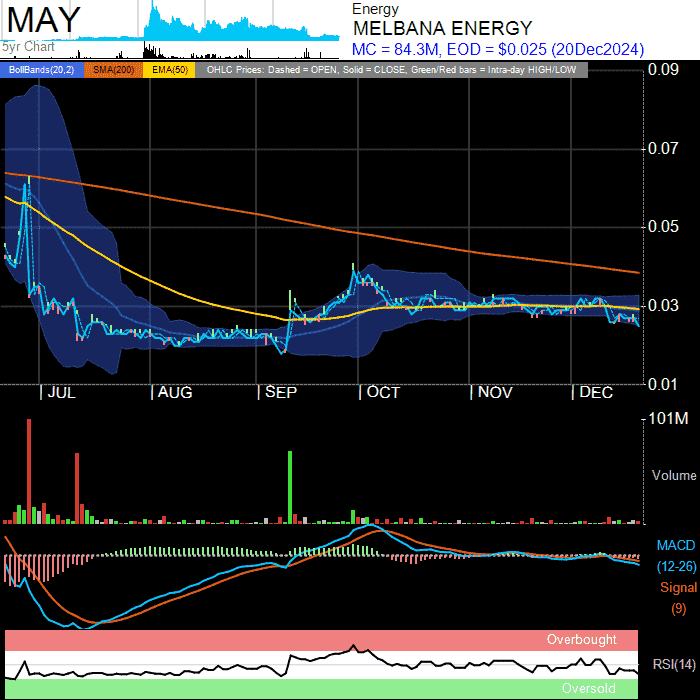 MAY
5yr Chart
Energy
MELBANA ENERGY
MC = 84.3M, EOD = $0.025 (20Dec2024)
BollBands(20,2) SMA(200) EMA(50) OHLC Prices: Dashed = OPEN, Solid = CLOSE, Green/Red bars = Intra-day HIGH/LOW
0.09
0.07
0.05
0.03
0.01
JUL AUG SEP OCT NOV DEC
101M
Volume
MACD
(12-26)
Signal
(9)
Overbought
RSI(14)
Oversold